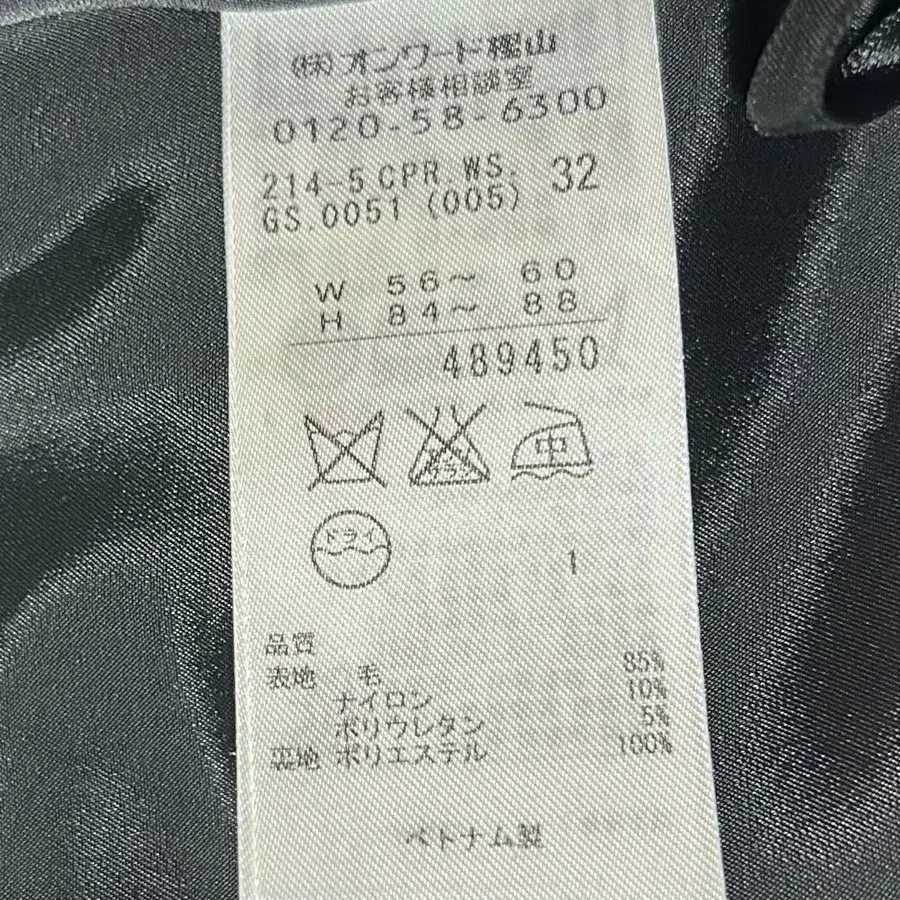 ㈱オンワード樫山
お客様相談室
0120-58-6300
214-5 CPR WS. 32
GS.0051 (005)
W 56～ 60
H 84～ 88
489450
中
ドライ
1
品質
表地 毛 85%
ナイロン 10%
ポリウレタン 5%
裏地 ポリエステル 100%
ベトナム製